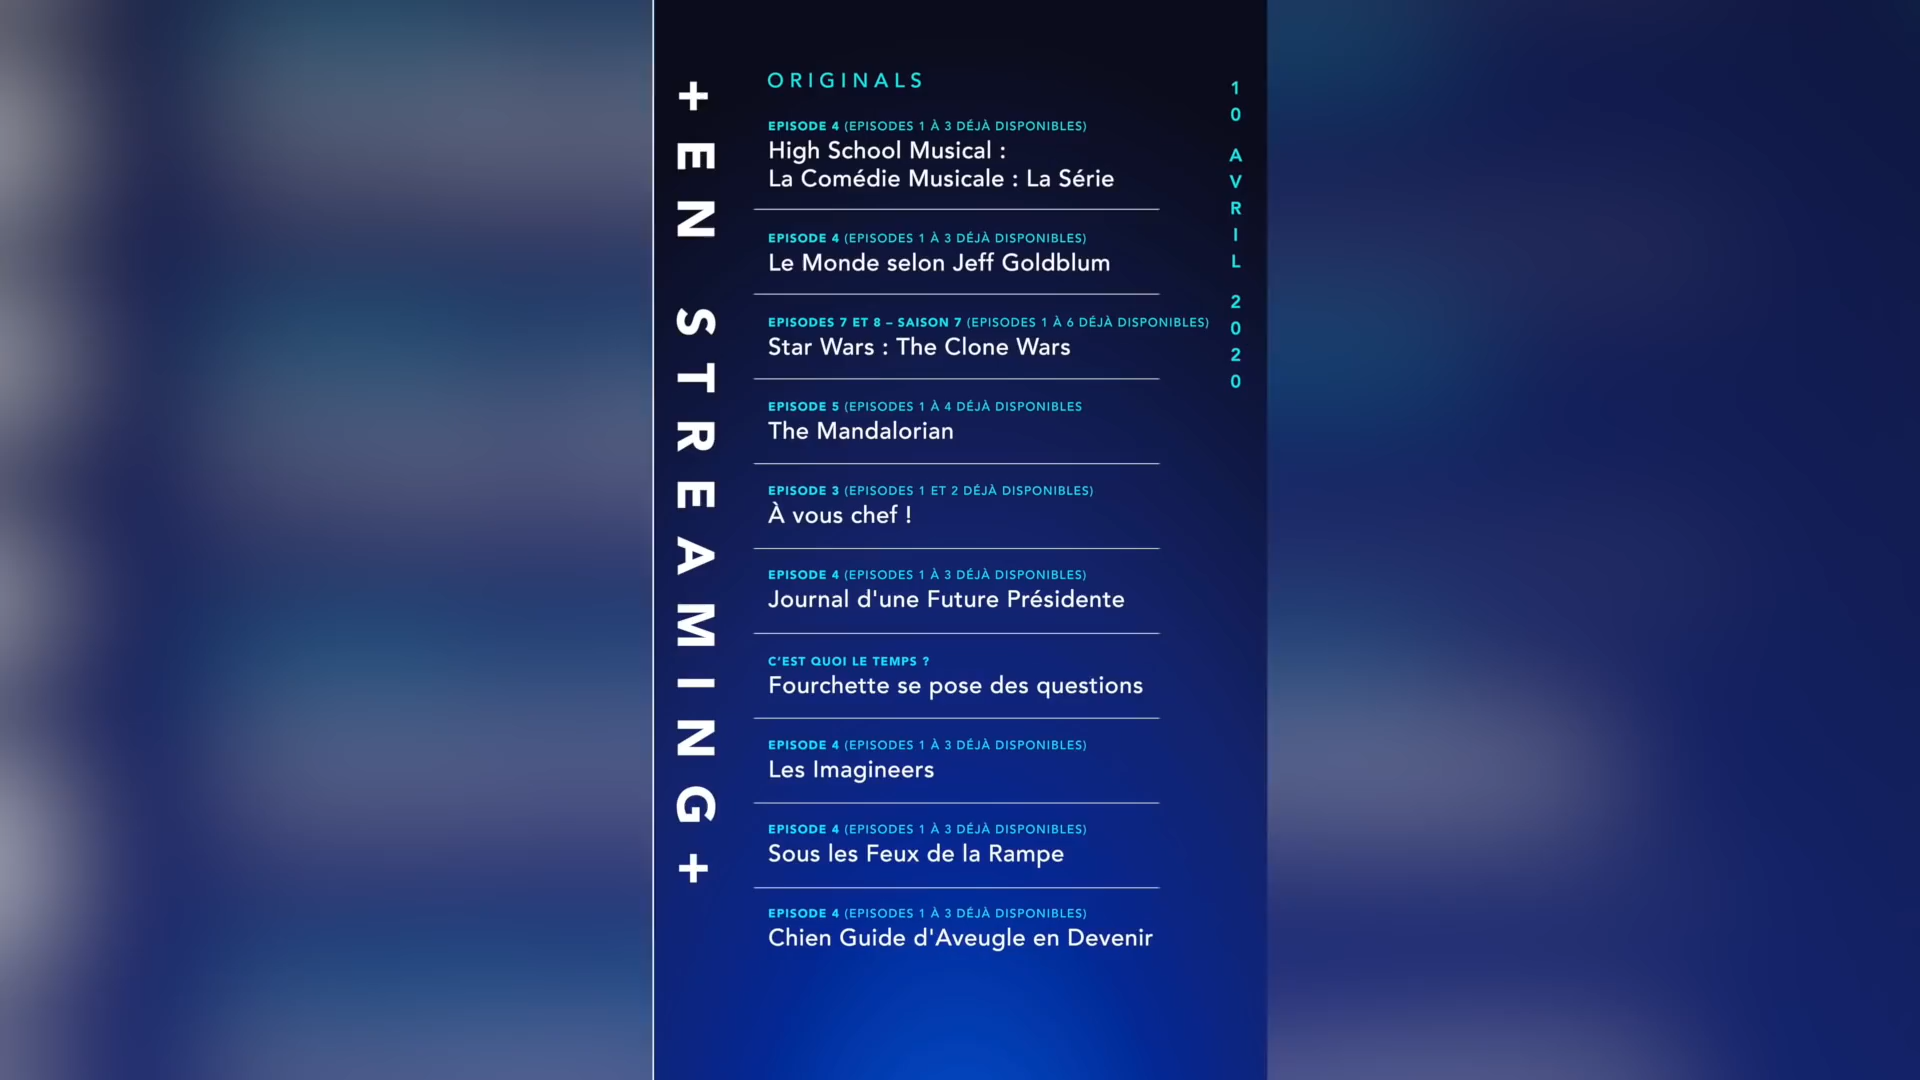 + EN STREAMING +
ORIGINALS
EPISODE 4 (EPISODES 1 À 3 DÉJÀ DISPONIBLES)
High School Musical :
La Comédie Musicale : La Série
EPISODE 4 (EPISODES 1 À 3 DÉJÀ DISPONIBLES)
Le Monde selon Jeff Goldblum
EPISODES 7 ET 8 – SAISON 7 (EPISODES 1 À 6 DÉJÀ DISPONIBLES)
Star Wars : The Clone Wars
EPISODE 5 (EPISODES 1 À 4 DÉJÀ DISPONIBLES
The Mandalorian
EPISODE 3 (EPISODES 1 ET 2 DÉJÀ DISPONIBLES)
À vous chef !
EPISODE 4 (EPISODES 1 À 3 DÉJÀ DISPONIBLES)
Journal d'une Future Présidente
C'EST QUOI LE TEMPS ?
Fourchette se pose des questions
EPISODE 4 (EPISODES 1 À 3 DÉJÀ DISPONIBLES)
Les Imagineers
EPISODE 4 (EPISODES 1 À 3 DÉJÀ DISPONIBLES)
Sous les Feux de la Rampe
EPISODE 4 (EPISODES 1 À 3 DÉJÀ DISPONIBLES)
Chien Guide d'Aveugle en Devenir
10 AVRIL 2020